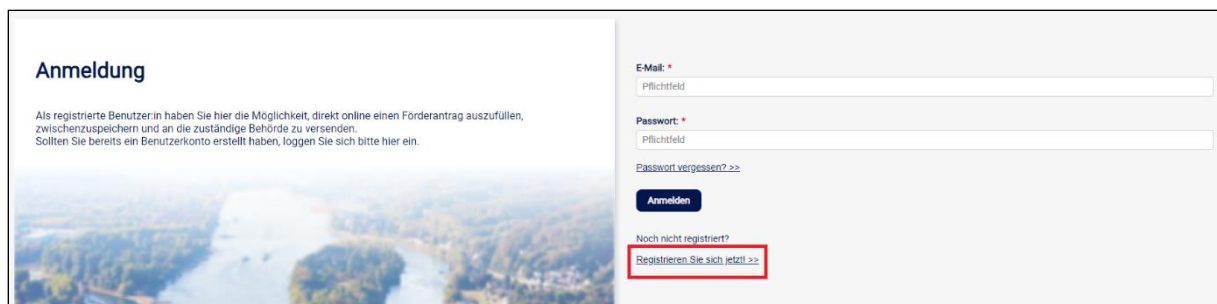 Anmeldung
Als registrierte Benutzer:in haben Sie hier die Möglichkeit, direkt online einen Förderantrag auszufüllen,
zwischenzuspeichern und an die zuständige Behörde zu versenden.
Sollten Sie bereits ein Benutzerkonto erstellt haben, loggen Sie sich bitte hier ein.
E-Mail: *
Pflichtfeld
Passwort: *
Pflichtfeld
Passwort vergessen? >>
Anmelden
Noch nicht registriert?
Registrieren Sie sich jetzt! >>